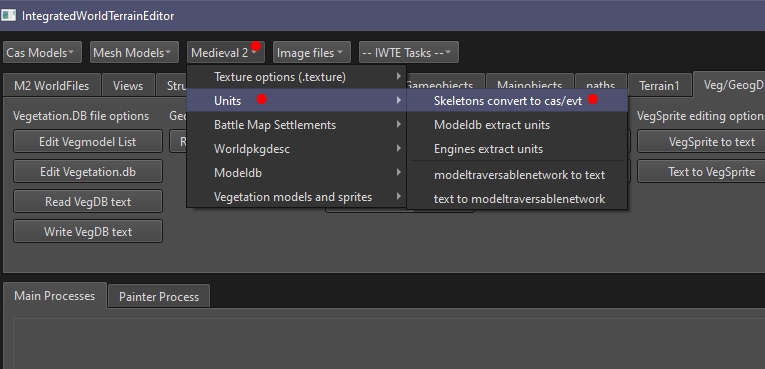 IntegratedWorldTerrainEditor
Cas Models Mesh Models Medieval 2 Image files -- IWTE Tasks --
M2 WorldFiles Views Gameobjects Mainobjects paths Terrain1
Texture options (.texture)
Units
Battle Map Settlements
Worldpkgdesc
Modeldb
Vegetation models and sprites
Skeletons convert to cas/evt
Modeldb extract units
Engines extract units
modeltraversablenetwork to text
text to modeltraversablenetwork
Vegetation.DB file options
Edit Vegmodel List
Edit Vegetation.db
Read VegDB text
Write VegDB text
VegSprite editing option
VegSprite to text
Text to VegSprite
Main Processes Painter Process